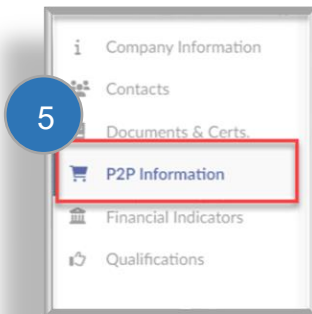 i Company Information
Contacts
5
Documents & Certs.
P2P Information
Financial Indicators
Qualifications